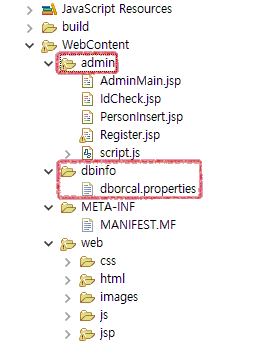 JavaScript Resources
build
WebContent
admin
AdminMain.jsp
IdCheck.jsp
PersonInsert.jsp
Register.jsp
script.js
dbinfo
dborcal.properties
META-INF
MANIFEST.MF
web
css
html
images
js
jsp